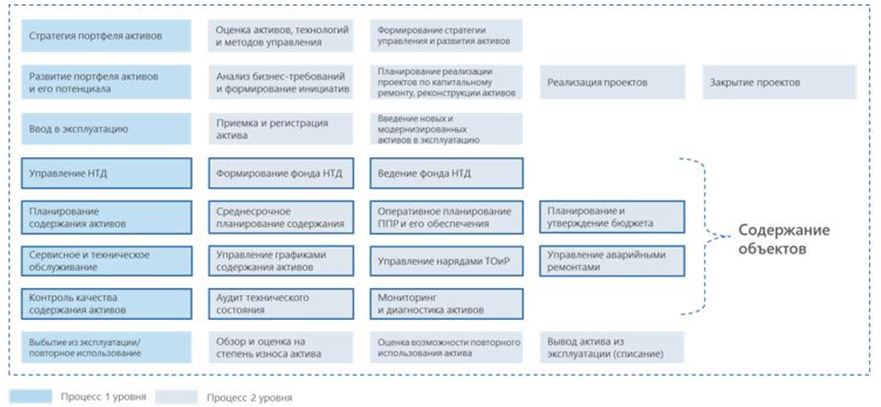 Стратегия портфеля активов
Оценка активов, технологий
и методов управления
Формирование стратегии
управления и развития активов
Развитие портфеля активов
и его потенциала
Анализ бизнес-требований
и формирование инициатив
Планирование реализации
проектов по капитальному
ремонту, реконструкции активов
Реализация проектов
Закрытие проектов
Ввод в эксплуатацию
Приемка и регистрация
актива
Введение новых и
модернизированных
активов в эксплуатацию
Управление НТД
Формирование фонда НТД
Ведение фонда НТД
Планирование
содержания активов
Среднесрочное
планирование содержания
Оперативное планирование
ППР и его обеспечения
Планирование и
утверждение бюджета
Содержание
объектов
Сервисное и техническое
обслуживание
Управление графиками
содержания активов
Управление нарядами ТОиР
Управление аварийными
ремонтами
Контроль качества
содержания активов
Аудит технического
состояния
Мониторинг
и диагностика активов
Выбытие из эксплуатации/
повторное использование
Обзор и оценка на
степень износа актива
Оценка возможности повторного
использования актива
Вывод актива из
эксплуатации (списание)
Процесс 1 уровня
Процесс 2 уровня